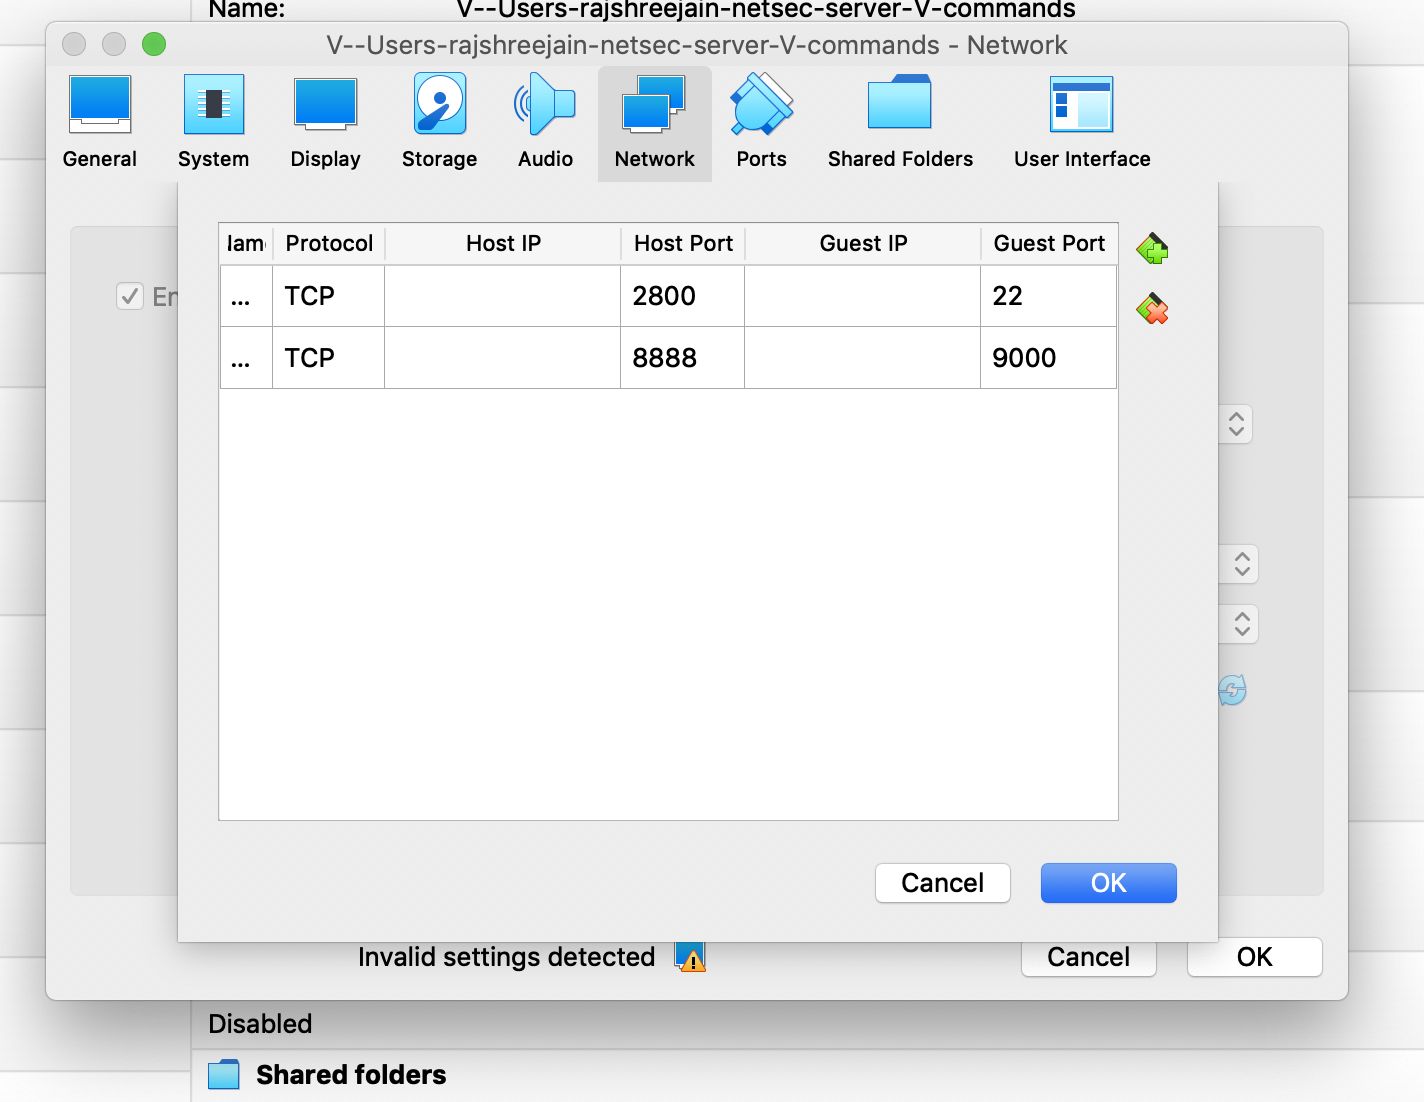 Name: V--Users-rajshreejain-netsec-server-V-commands
V--Users-rajshreejain-netsec-server-V-commands - Network
General System Display Storage Audio Network Ports Shared Folders User Interface
Protocol Host IP Host Port Guest IP Guest Port
... TCP 2800 22
... TCP 8888 9000
Cancel OK
Invalid settings detected Cancel OK
Disabled
Shared folders